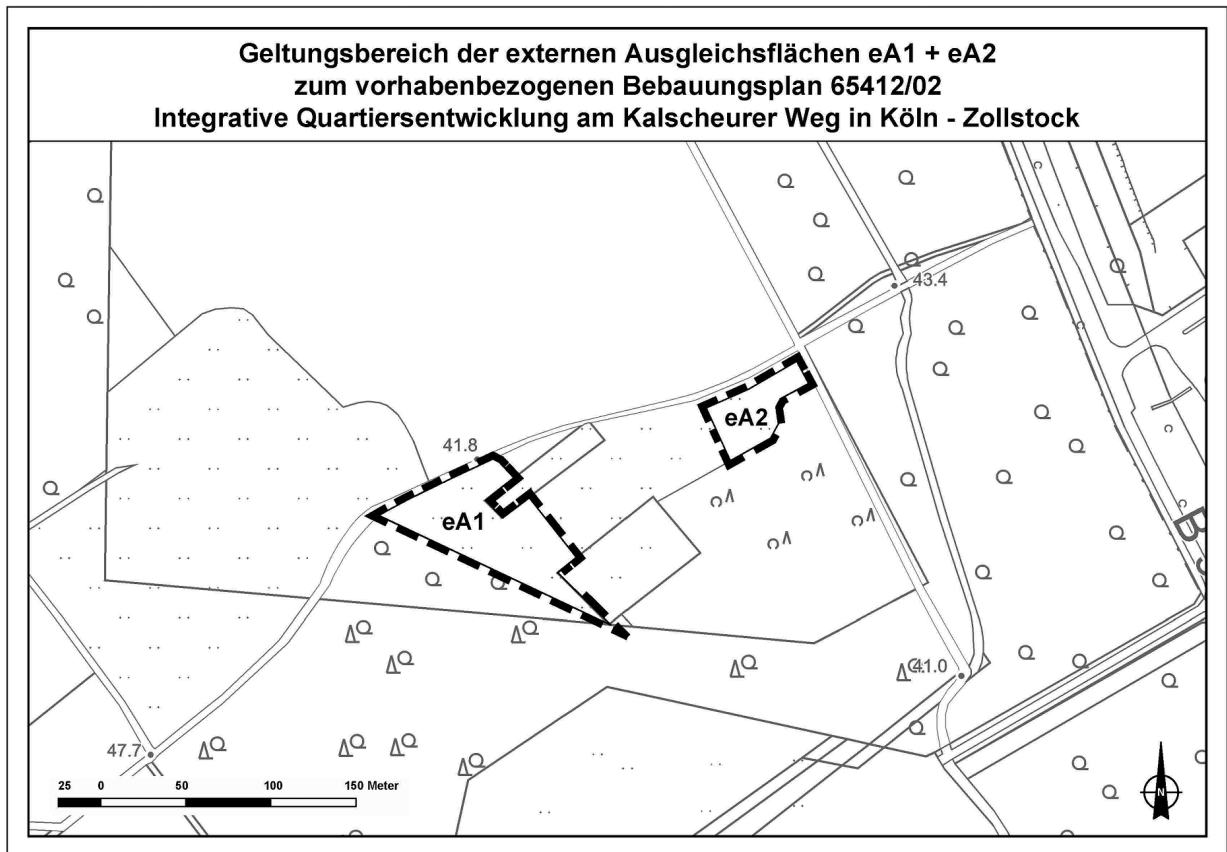 Geltungsbereich der externen Ausgleichsflächen eA1 + eA2
zum vorhabenbezogenen Bebauungsplan 65412/02
Integrative Quartiersentwicklung am Kalscheurer Weg in Köln - Zollstock
43.4
eA2
41.8
eA1
41.0
47.7
25 0 50 100 150 Meter
N